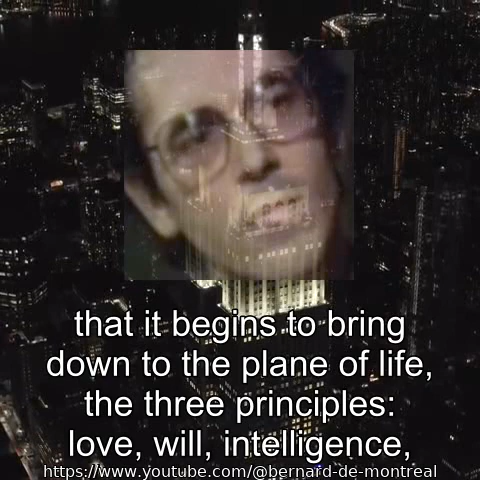 that it begins to bring
down to the plane of life,
the three principles:
love, will, intelligence,
https://www.youtube.com/@bernard-de-montreal